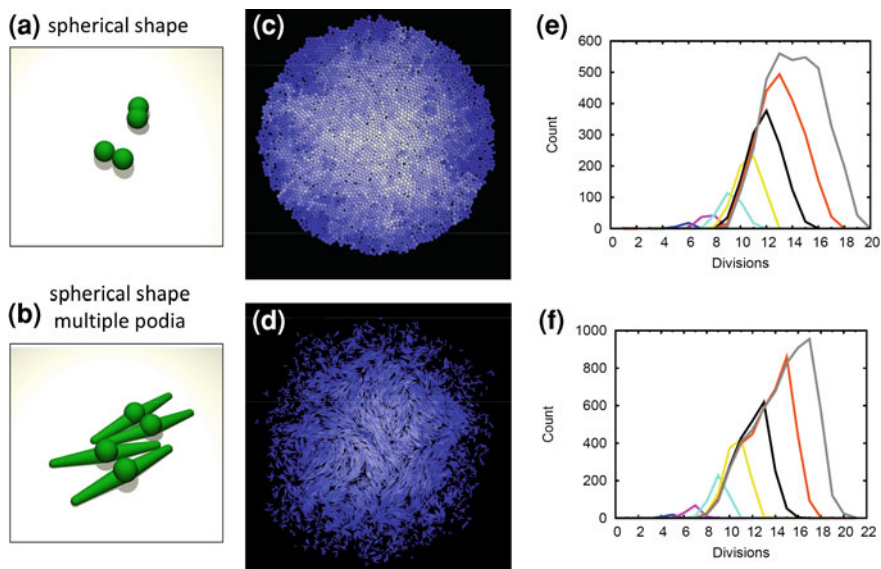 (a) spherical shape
(b) spherical shape
multiple podia
(c)
(d)
(e)
600
500
400
300
200
100
0
Count
0 2 4 6 8 10 12 14 16 18 20
Divisions
(f)
1000
800
600
400
200
0
Count
0 2 4 6 8 10 12 14 16 18 20 22
Divisions